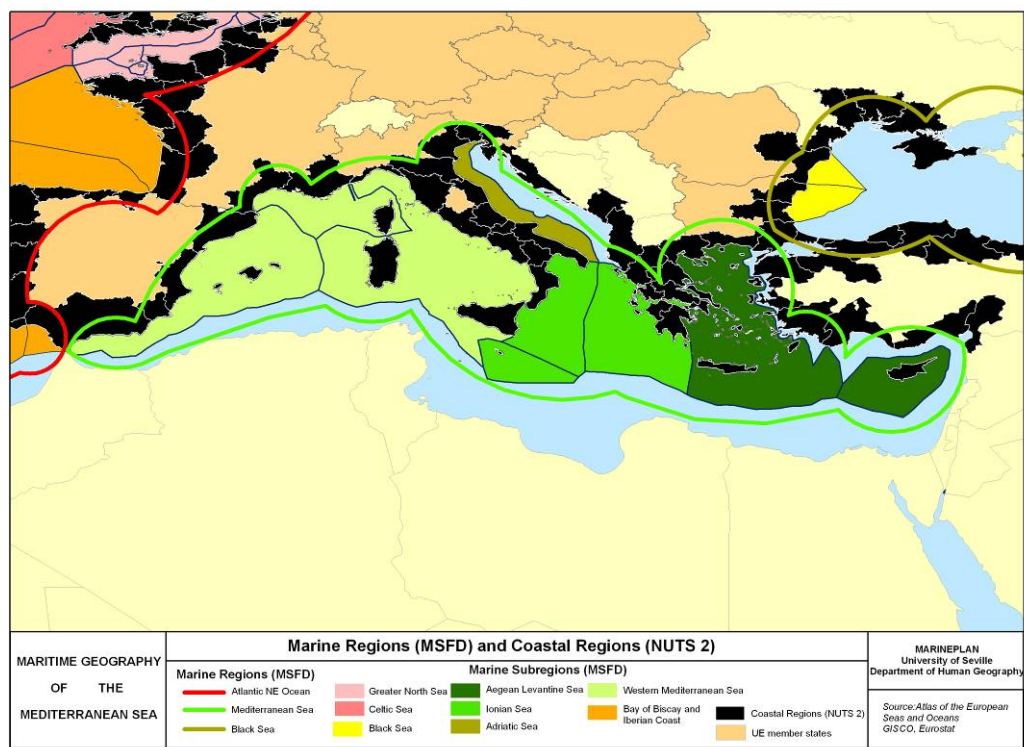 MARITIME GEOGRAPHY
OF THE
MEDITERRANEAN SEA
Marine Regions (MSFD) and Coastal Regions (NUTS 2)
Marine Regions (MSFD)
Atlantic NE Ocean
Mediterranean Sea
Black Sea
Marine Subregions (MSFD)
Greater North Sea
Celtic Sea
Black Sea
Aegean Levantine Sea
Ionian Sea
Adriatic Sea
Western Mediterranean Sea
Bay of Biscay and
Iberian Coast
Coastal Regions (NUTS 2)
UE member states
MARINEPLAN
University of Seville
Department of Human Geography
Source:Atlas of the European
Seas and Oceans
GISCO, Eurostat